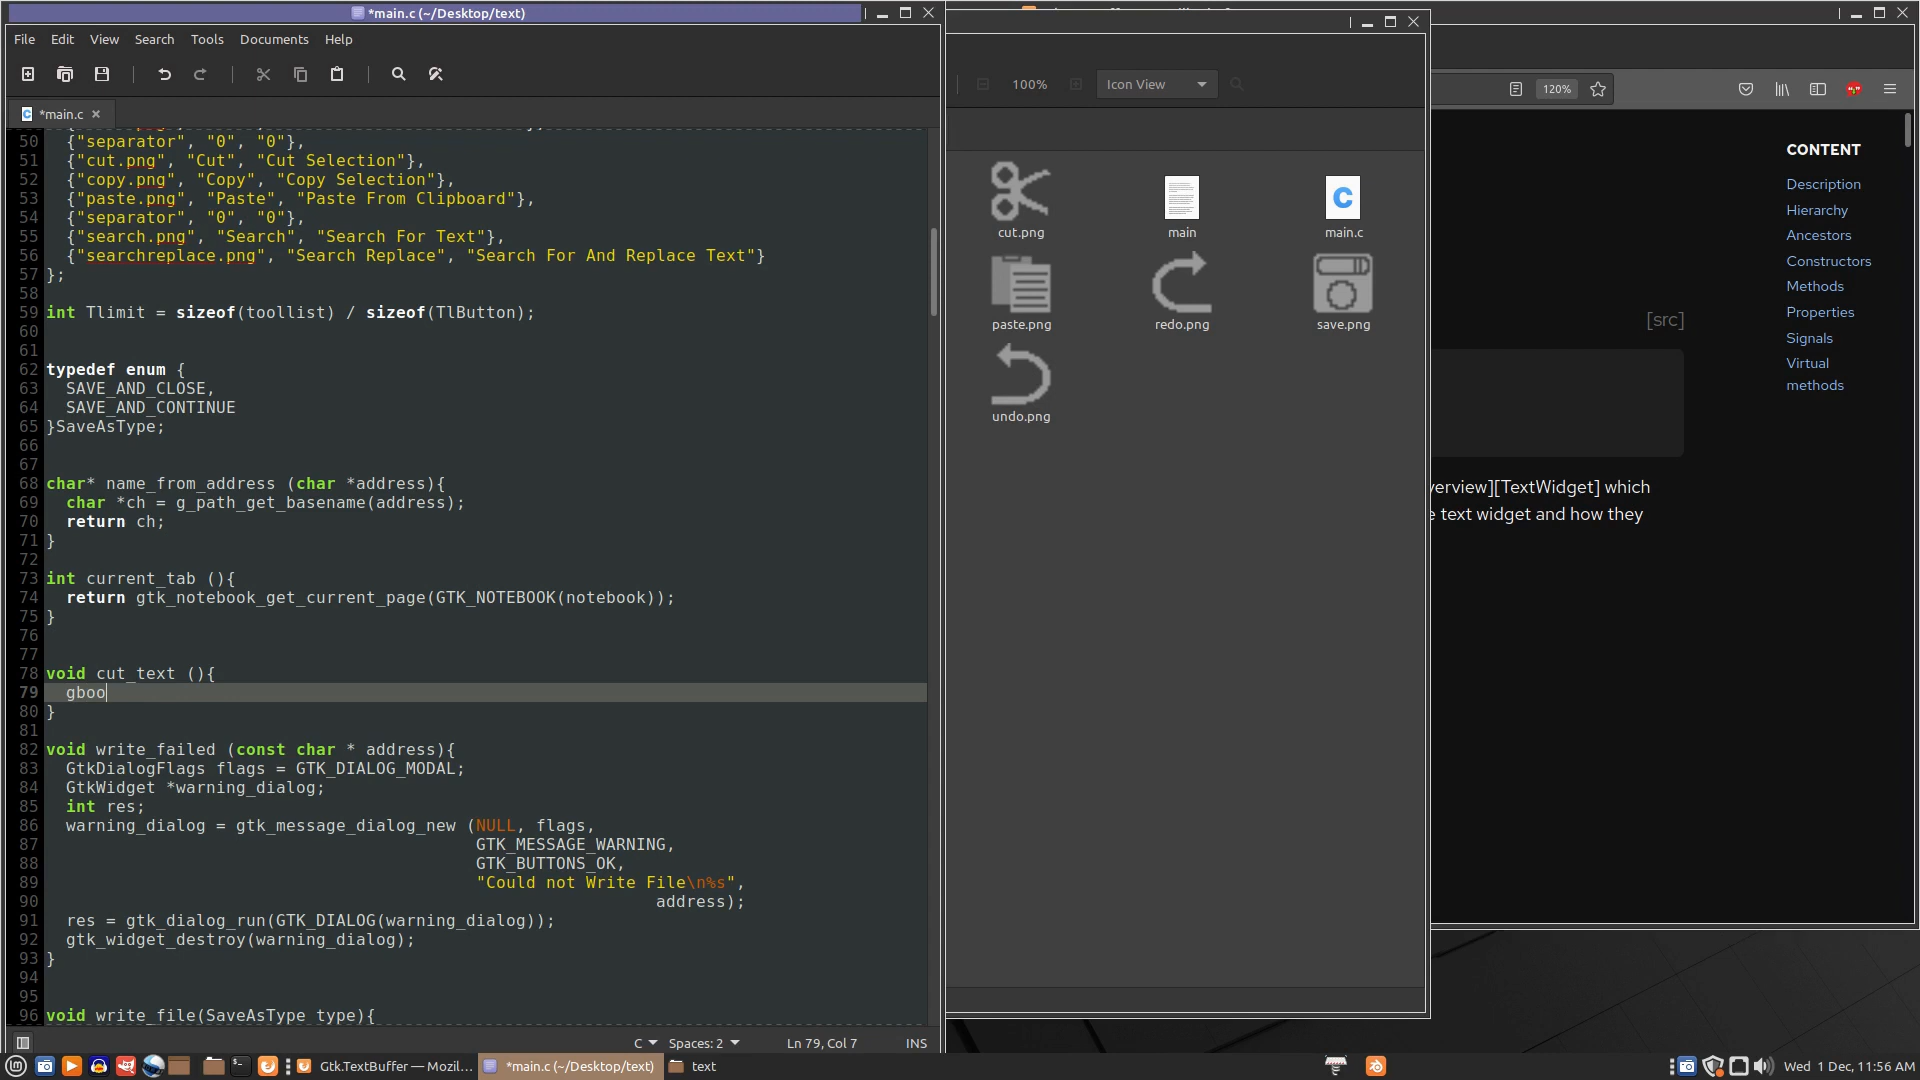 *main.c (~/Desktop/text)
File Edit View Search Tools Documents Help
*main.c
50 {"separator", "0", "0"},
51 {"cut.png", "Cut", "Cut Selection"},
52 {"copy.png", "Copy", "Copy Selection"},
53 {"paste.png", "Paste", "Paste From Clipboard"},
54 {"separator", "0", "0"},
55 {"search.png", "Search", "Search For Text"},
56 {"searchreplace.png", "Search Replace", "Search For And Replace Text"}
57 };
58
59 int Tlimit = sizeof(toollist) / sizeof(TlButton);
60
61
62 typedef enum {
63 SAVE_AND_CLOSE,
64 SAVE_AND_CONTINUE
65 }SaveAsType;
66
67
68 char* name_from_address (char *address){
69 char *ch = g_path_get_basename(address);
70 return ch;
71 }
72
73 int current_tab (){
74 return gtk_notebook_get_current_page(GTK_NOTEBOOK(notebook));
75 }
76
77
78 void cut_text (){
79 gboo
80 }
81
82 void write_failed (const char * address){
83 GtkDialogFlags flags = GTK_DIALOG_MODAL;
84 GtkWidget *warning_dialog;
85 int res;
86 warning_dialog = gtk_message_dialog_new (NULL, flags,
87 GTK_MESSAGE_WARNING,
88 GTK_BUTTONS_OK,
89 "Could not Write File\n%s",
90 address);
91 res = gtk_dialog_run(GTK_DIALOG(warning_dialog));
92 gtk_widget_destroy(warning_dialog);
93 }
94
95
96 void write_file(SaveAsType type){
C Spaces: 2 Ln 79, Col 7 INS
100% Icon View
cut.png main main.c
paste.png redo.png save.png
undo.png
120%
CONTENT
Description
Hierarchy
Ancestors
Constructors
Methods
Properties
Signals
Virtual
methods
[src]
verview][TextWidget] which
e text widget and how they
Gtk.TextBuffer — Mozil... *main.c (~/Desktop/text) text Wed 1 Dec, 11:56 AM